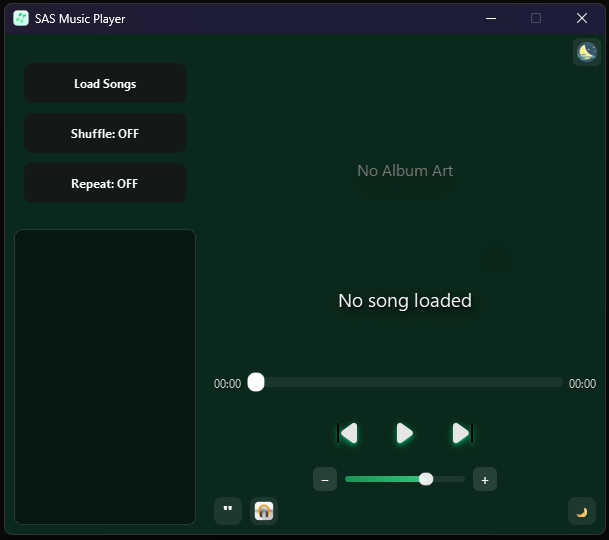 SAS Music Player
Load Songs
Shuffle: OFF
Repeat: OFF
No Album Art
No song loaded
00:00 00:00
− +
"